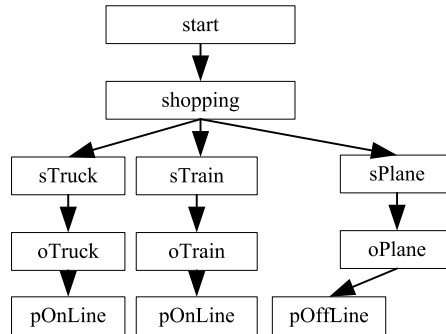 start
shopping
sTruck
sTrain
sPlane
oTruck
oTrain
oPlane
pOnLine
pOnLine
pOffLine